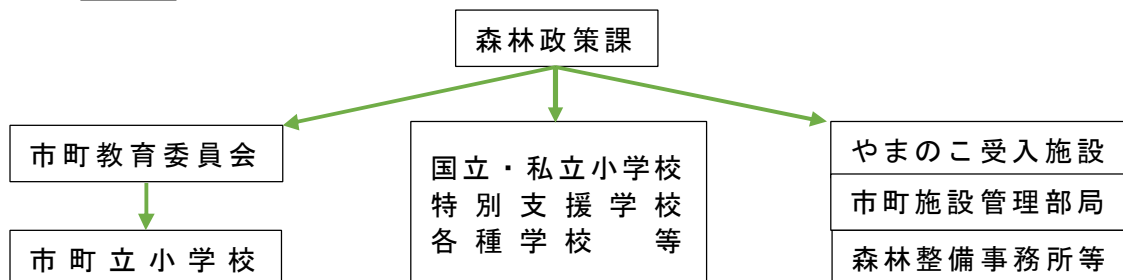 森林政策課
市町教育委員会
国立・私立小学校
特別支援学校
各種学校等
やまのこ受入施設
市町施設管理部局
市町立小学校
森林整備事務所等